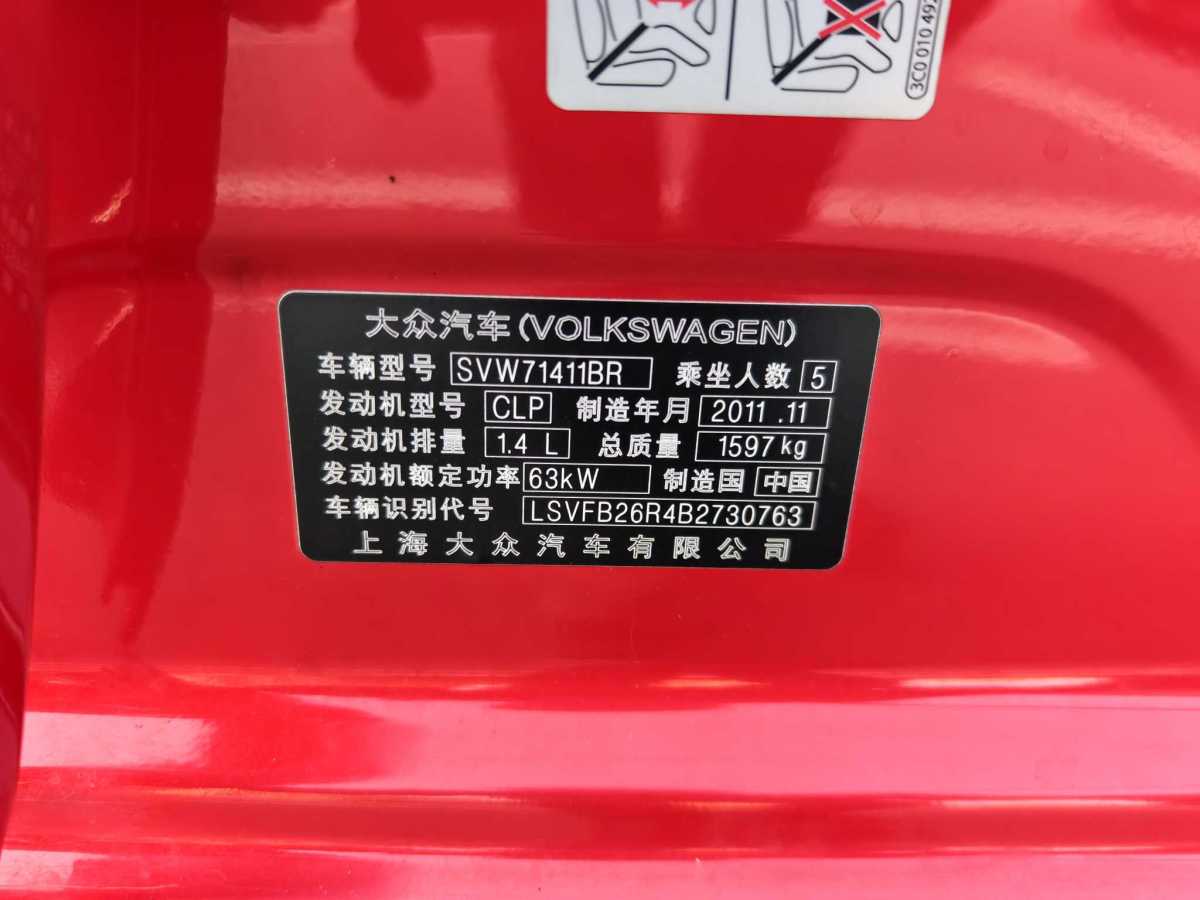 3C0 010 492
大众汽车(VOLKSWAGEN)
车辆型号 SVW71411BR 乘坐人数 5
发动机型号 CLP 制造年月 2011 .11
发动机排量 1.4 L 总质量 1597 kg
发动机额定功率 63kW 制造国 中国
车辆识别代号 LSVFB26R4B2730763
上海大众汽车有限公司